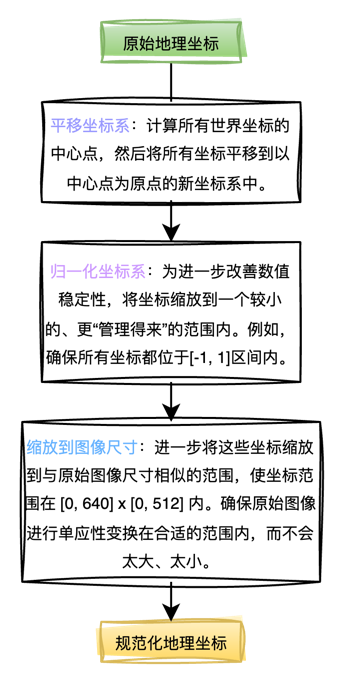 原始地理坐标
平移坐标系：计算所有世界坐标的
中心点，然后将所有坐标平移到以
中心点为原点的新坐标系中。
归一化坐标系：为进一步改善数值
稳定性，将坐标缩放到一个较小
的、更“管理得来”的范围内。例如，
确保所有坐标都位于[-1, 1]区间内。
缩放到图像尺寸：进一步将这些坐标缩放
到与原始图像尺寸相似的范围，使坐标范
围在 [0, 640] x [0, 512] 内。确保原始图像
进行单应性变换在合适的范围内，而不会
太大、太小。
规范化地理坐标